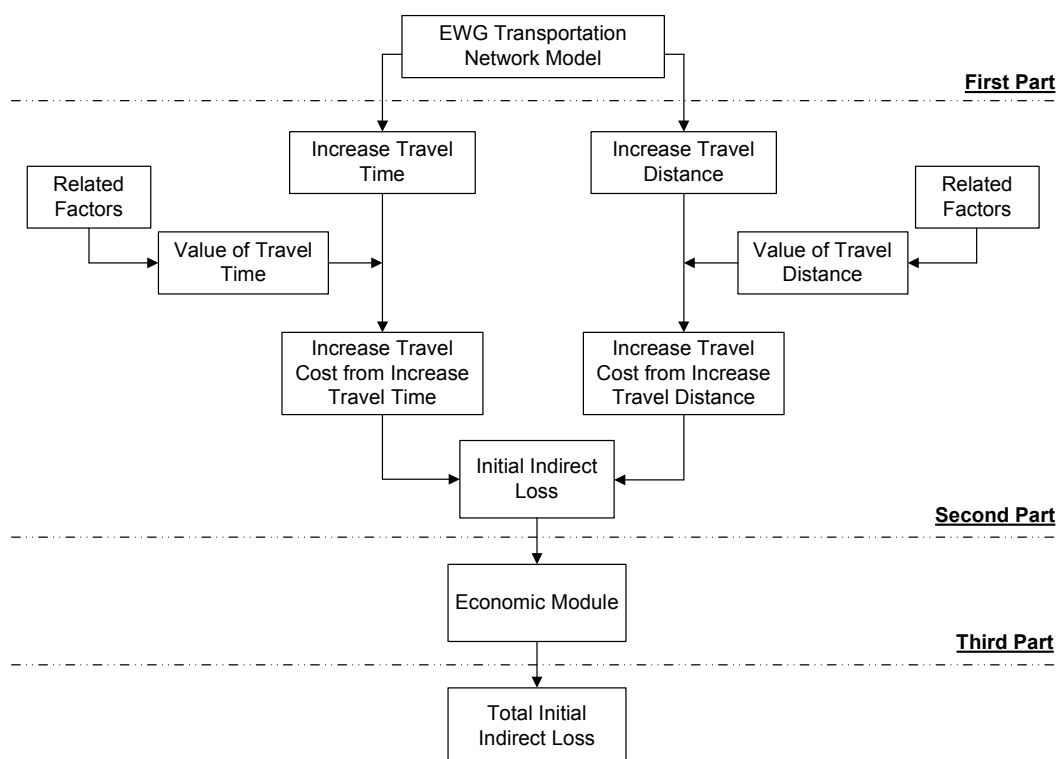 EWG Transportation
Network Model
First Part
Increase Travel
Time
Increase Travel
Distance
Related
Factors
Related
Factors
Value of Travel
Time
Value of Travel
Distance
Increase Travel
Cost from Increase
Travel Time
Increase Travel
Cost from Increase
Travel Distance
Initial Indirect
Loss
Second Part
Economic Module
Third Part
Total Initial
Indirect Loss